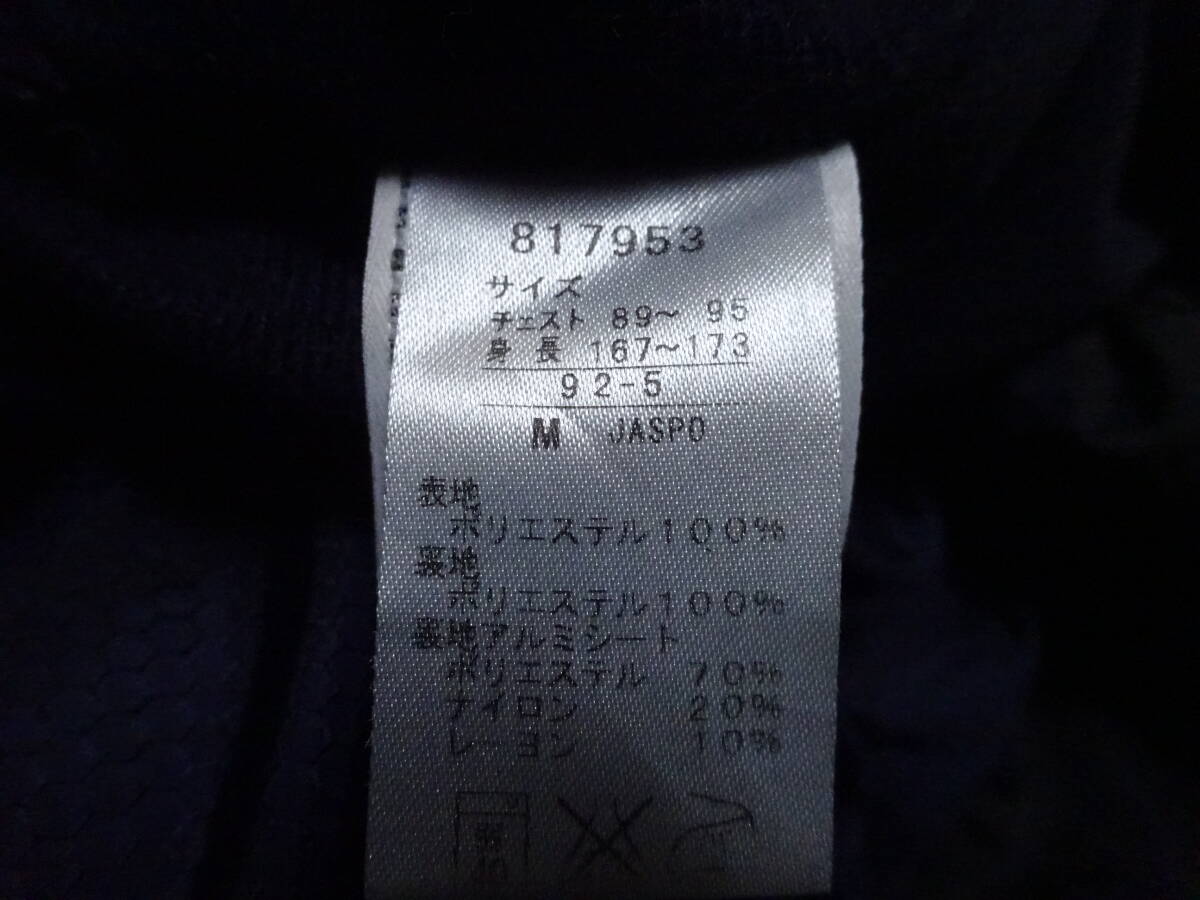 817953
サイズ
チェスト 89～ 95
身 長 167～173
92-5
M JASPO
表地
ポリエステル100%
裏地
ポリエステル100%
裏地アルミシート
ポリエステル 70%
ナイロン 20%
レーヨン 10%